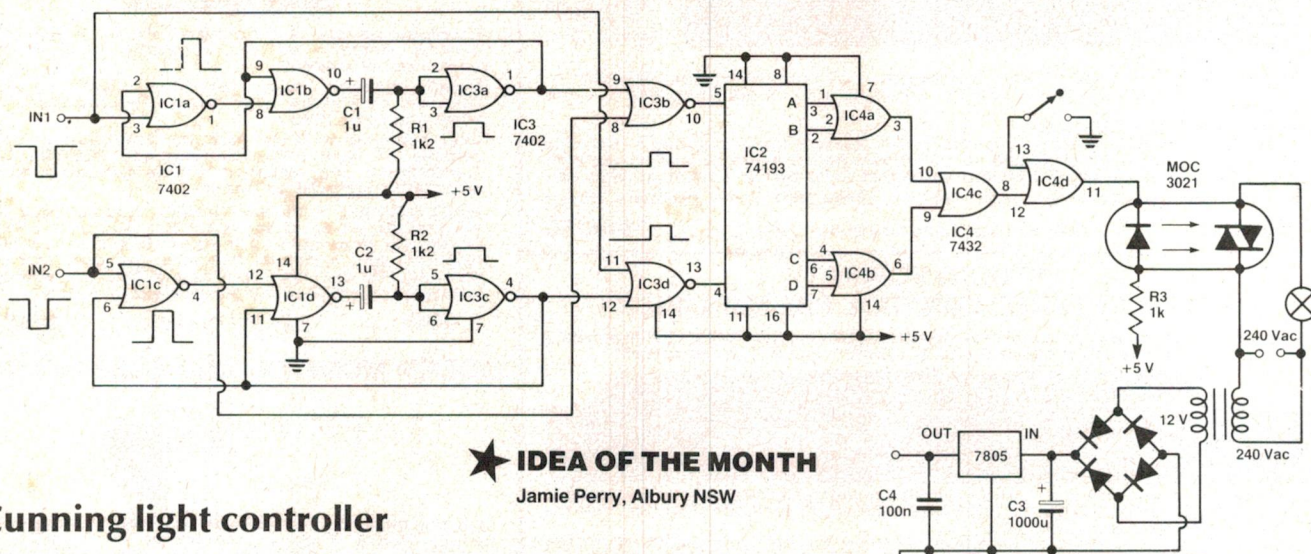 IN1
2
3
IC1a
1
IC1
7402
9
8
IC1b
10
+
C1
1u
R1
1k2
2
3
IC3a
1
IC3
7402
9
8
IC3b
10
5
14
8
IC2
74193
A
B
C
D
1
3
2
2
7
IC4a
3
+5 V
IN2
5
6
IC1c
4
12
11
14
IC1d
13
7
C2
1u
+
R2
1k2
5
6
IC3c
4
7
11
12
IC3d
13
14
4
11
16
4
6
5
7
IC4b
6
14
+5 V
10
9
IC4c
8
IC4
7432
13
12
IC4d
11
MOC
3021
R3
1k
+5 V
240 Vac
12 V
240 Vac
OUT
7805
IN
C4
100n
+
C3
1000u
IDEA OF THE MONTH
Jamie Perry, Albury NSW
light controller